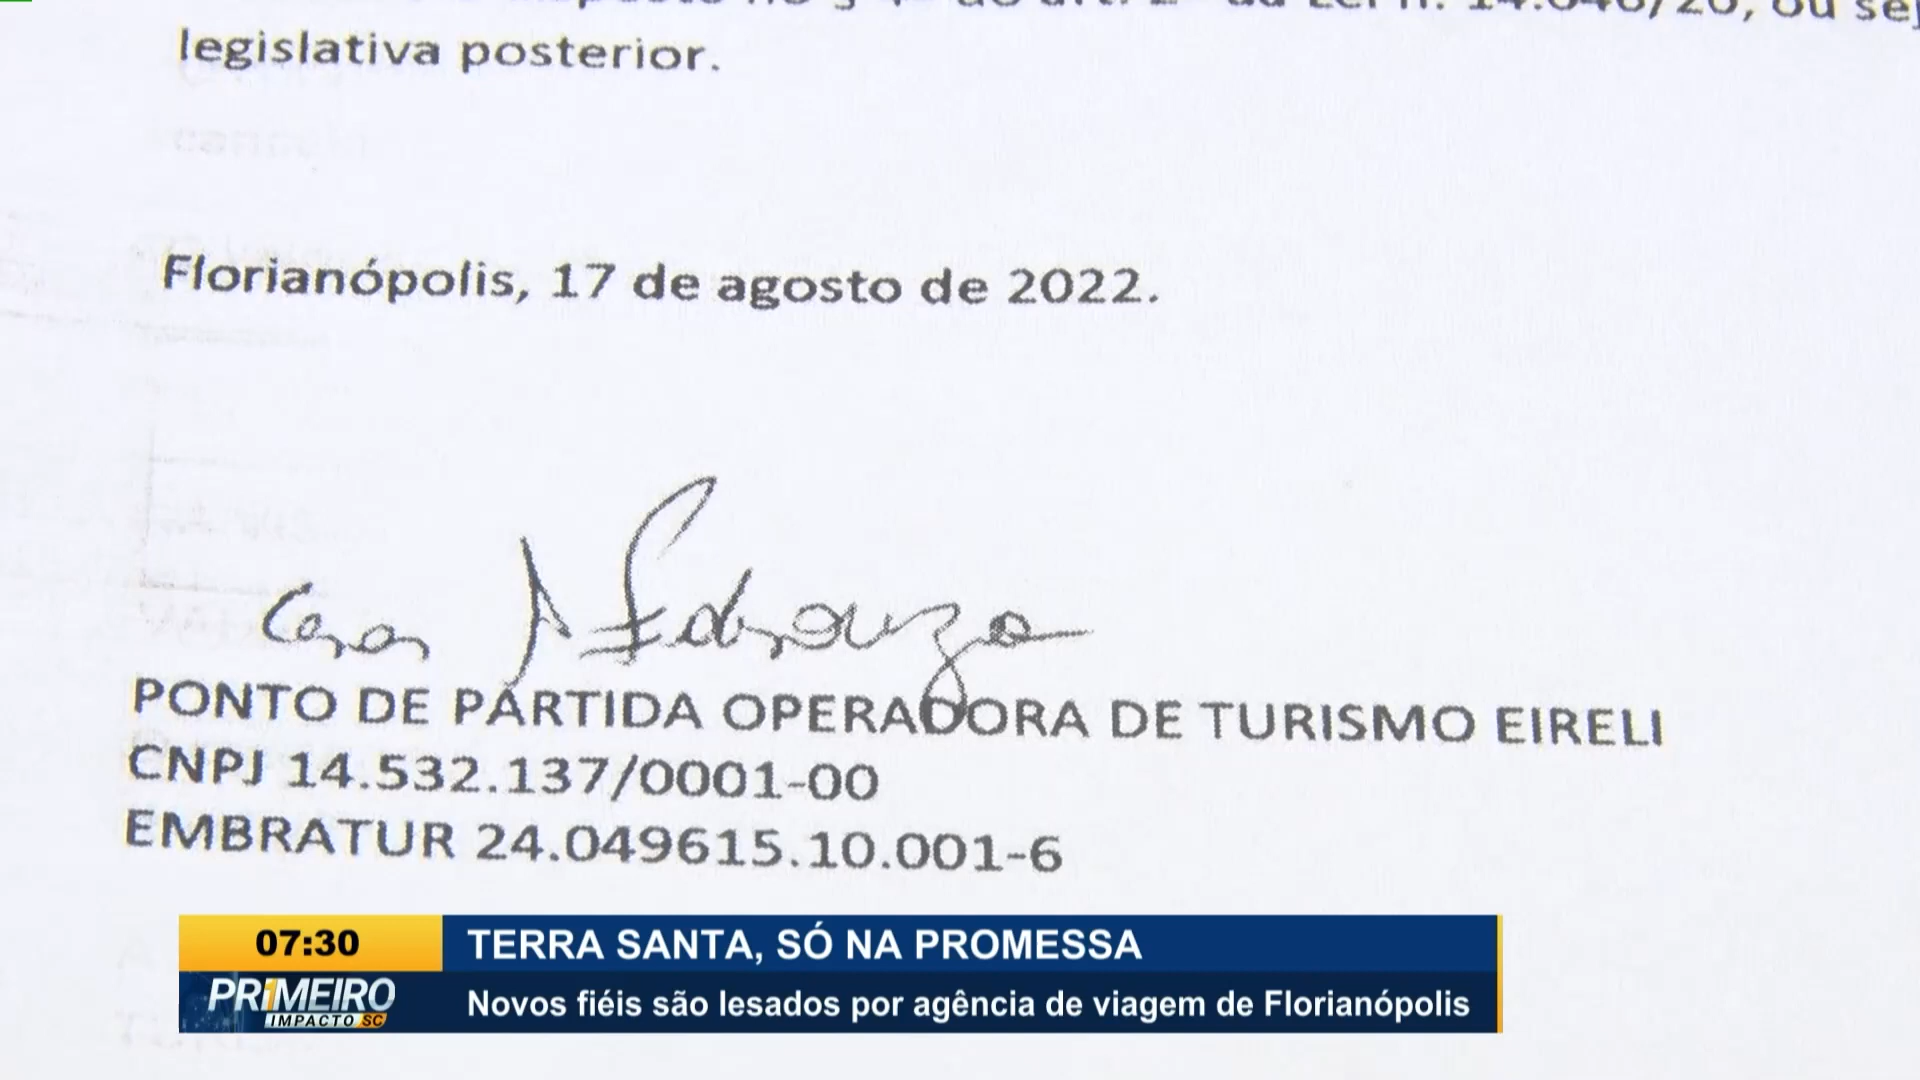 legislativa posterior.
Florianópolis, 17 de agosto de 2022.
PONTO DE PARTIDA OPERADORA DE TURISMO EIRELI
CNPJ 14.532.137/0001-00
EMBRATUR 24.049615.10.001-6
07:30
TERRA SANTA, SÓ NA PROMESSA
PRIMEIRO
IMPACTO SC
Novos fiéis são lesados por agência de viagem de Florianópolis